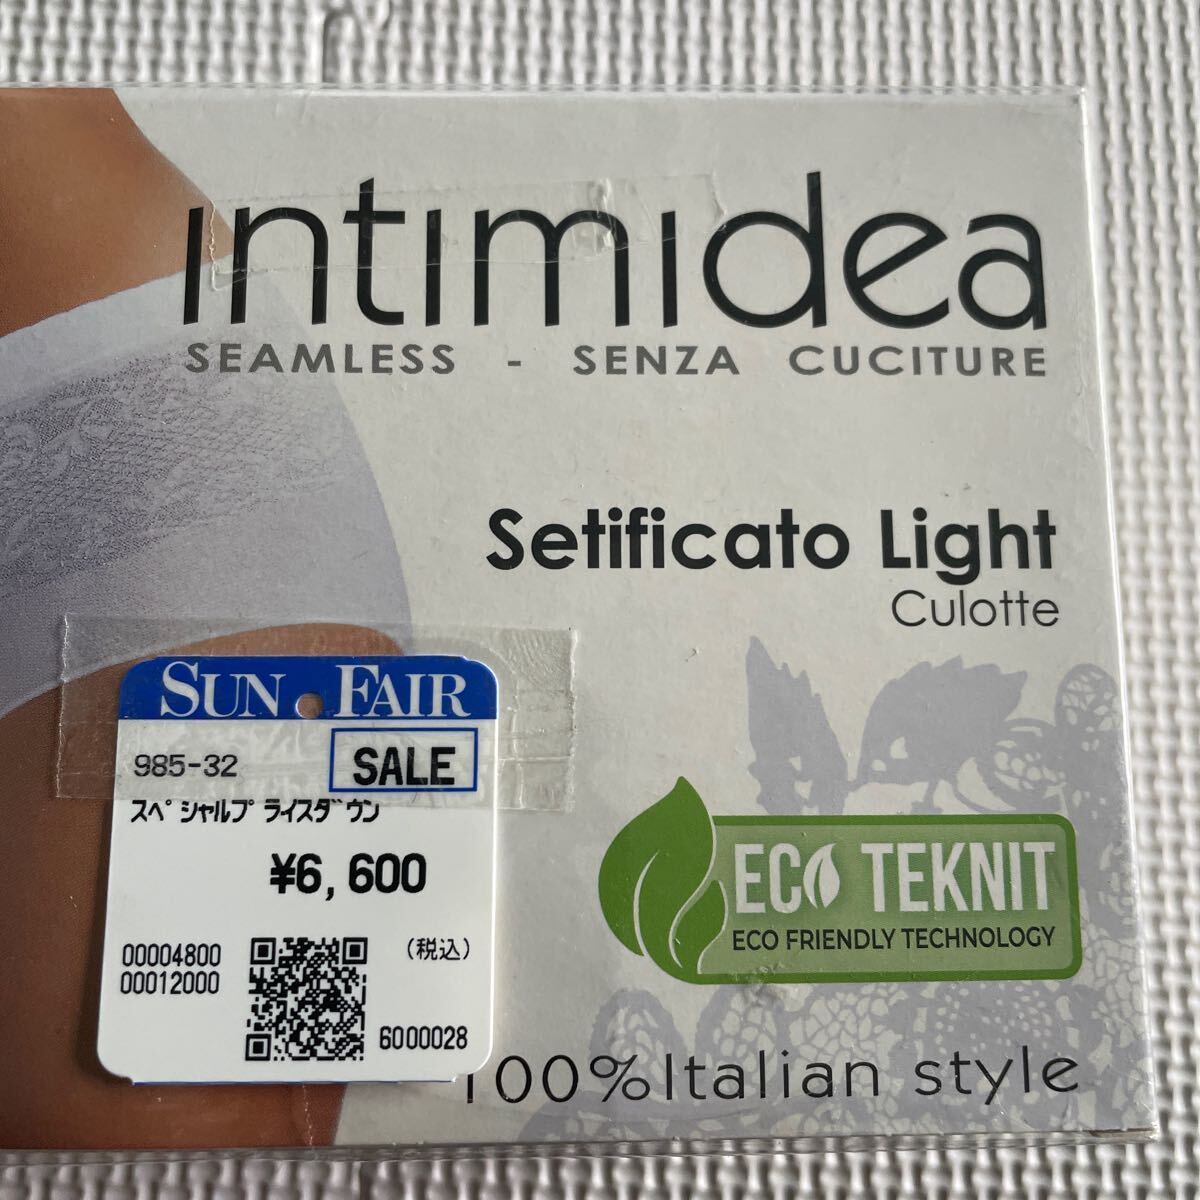 intimidea
SEAMLESS - SENZA CUCITURE
Setificato Light
Culotte
SUN FAIR
985-32 SALE
ｽﾍﾟｼｬﾙﾌﾟﾗｲｽﾀﾞｳﾝ
¥6,600
00004800 (税込)
00012000
6000028
ECO TEKNIT
ECO FRIENDLY TECHNOLOGY
100%Italian style